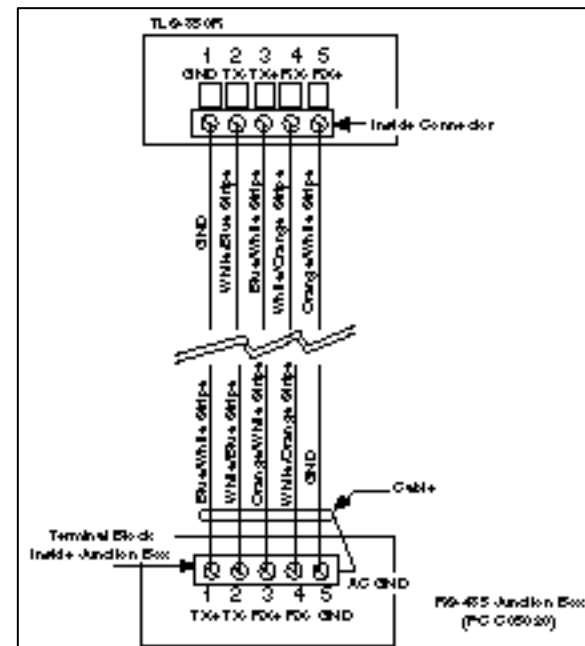 TLS-350R
1 2 3 4 5
GND TX- TX+ RX- RX+
Inside Connector
GND
White/Blue Stripe
Blue/White Stripe
White/Orange Stripe
Orange/White Stripe
Blue/White Stripe
White/Blue Stripe
Orange/White Stripe
White/Orange Stripe
GND
Cable
Terminal Block
Inside Junction Box
AC GND
1 2 3 4 5
TX+ TX- RX+ RX- GND
Junction Box